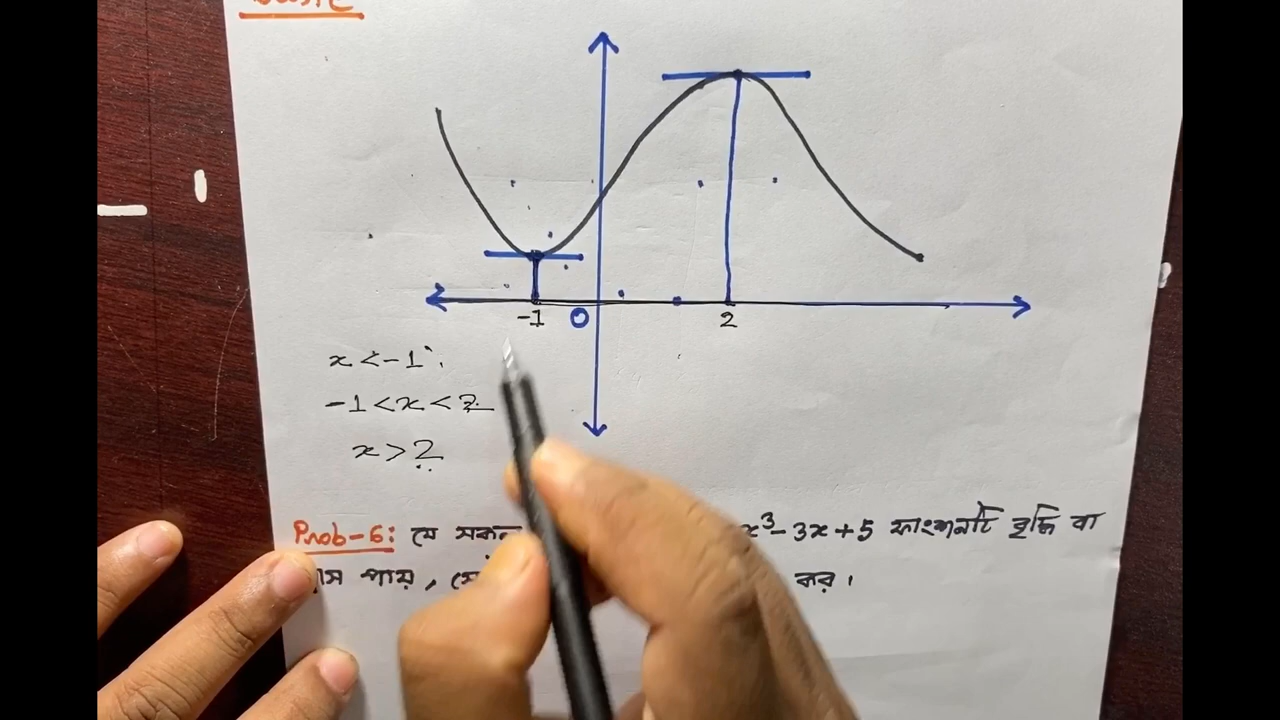 -1 0 2
x < -1
-1 < x < 2
x > 2
Prob-6: যে সকল x³ - 3x + 5 ফাংশনটি বৃদ্ধি বা
পায়, কর।